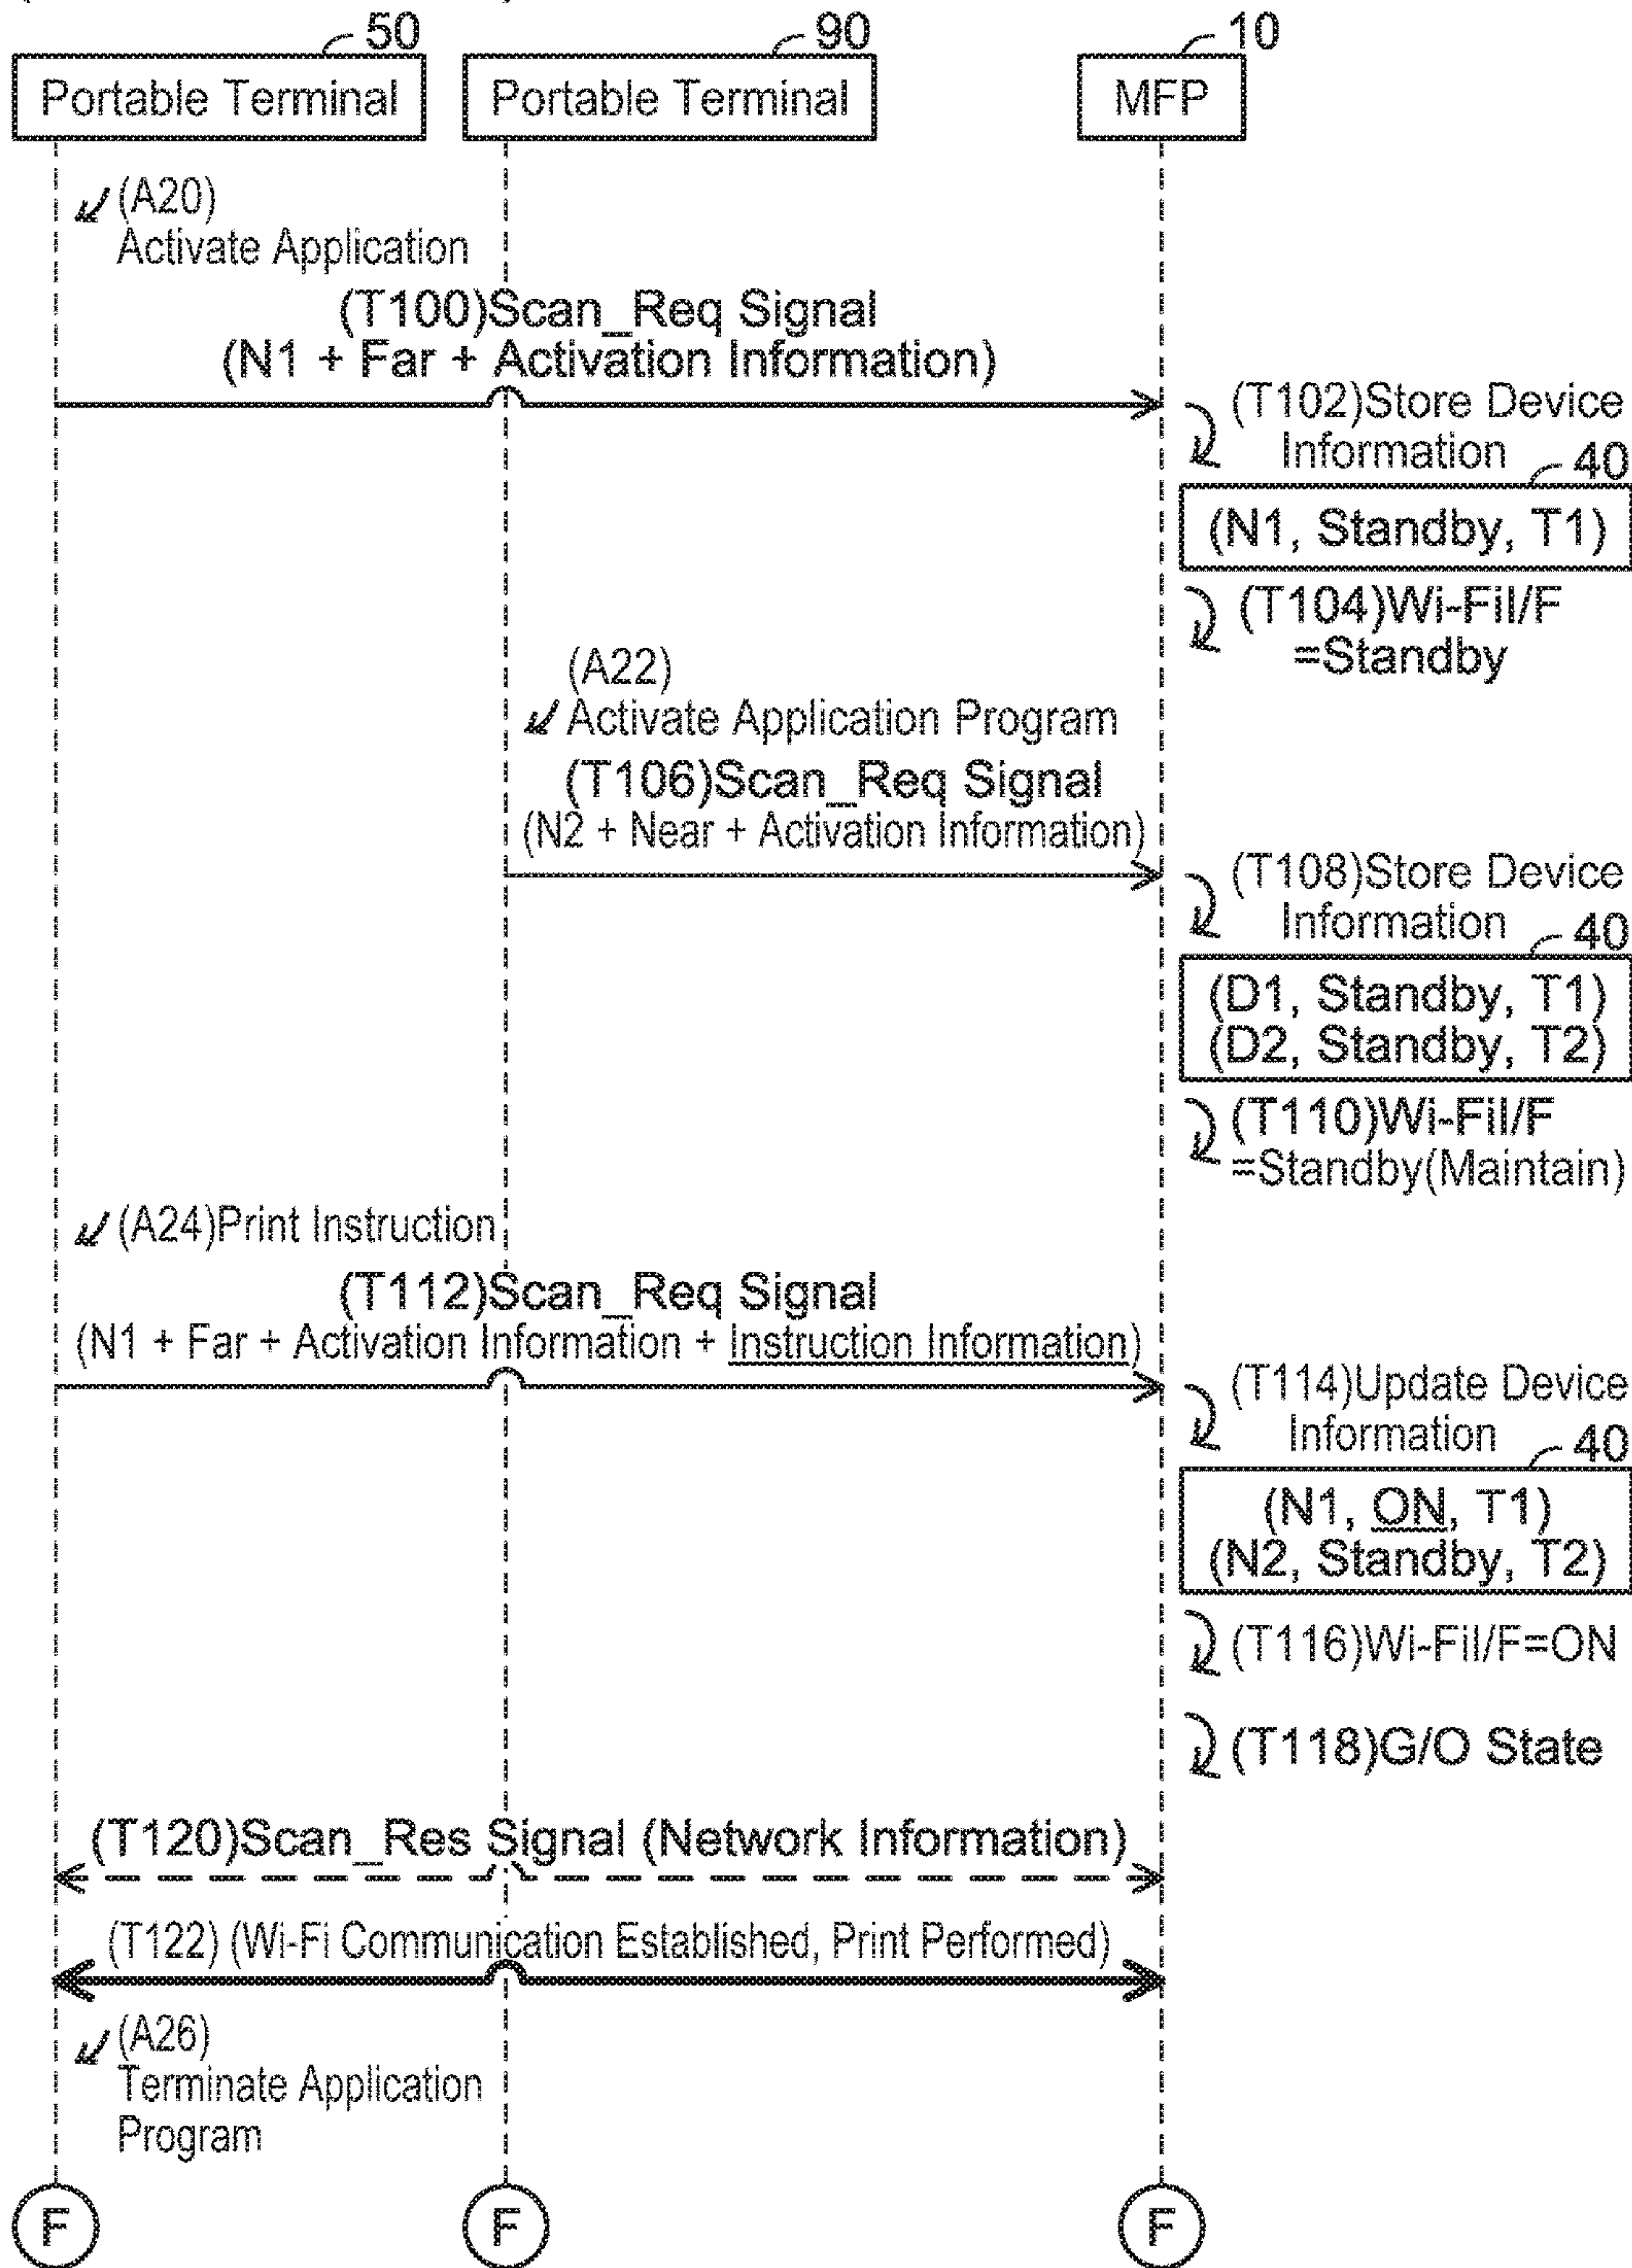 50
90
10
Portable Terminal
Portable Terminal
MFP
(A20)
Activate Application
(T100)Scan_Req Signal
(N1 + Far + Activation Information)
(T102)Store Device
Information
40
(N1, Standby, T1)
(T104)Wi-FiI/F
=Standby
(A22)
Activate Application Program
(T106)Scan_Req Signal
(N2 + Near + Activation Information)
(T108)Store Device
Information
40
(D1, Standby, T1)
(D2, Standby, T2)
(T110)Wi-FiI/F
=Standby(Maintain)
(A24)Print Instruction
(T112)Scan_Req Signal
(N1 + Far + Activation Information + Instruction Information)
(T114)Update Device
Information
40
(N1, ON, T1)
(N2, Standby, T2)
(T116)Wi-FiI/F=ON
(T118)G/O State
(T120)Scan_Res Signal (Network Information)
(T122) (Wi-Fi Communication Established, Print Performed)
(A26)
Terminate Application
Program
F
F
F